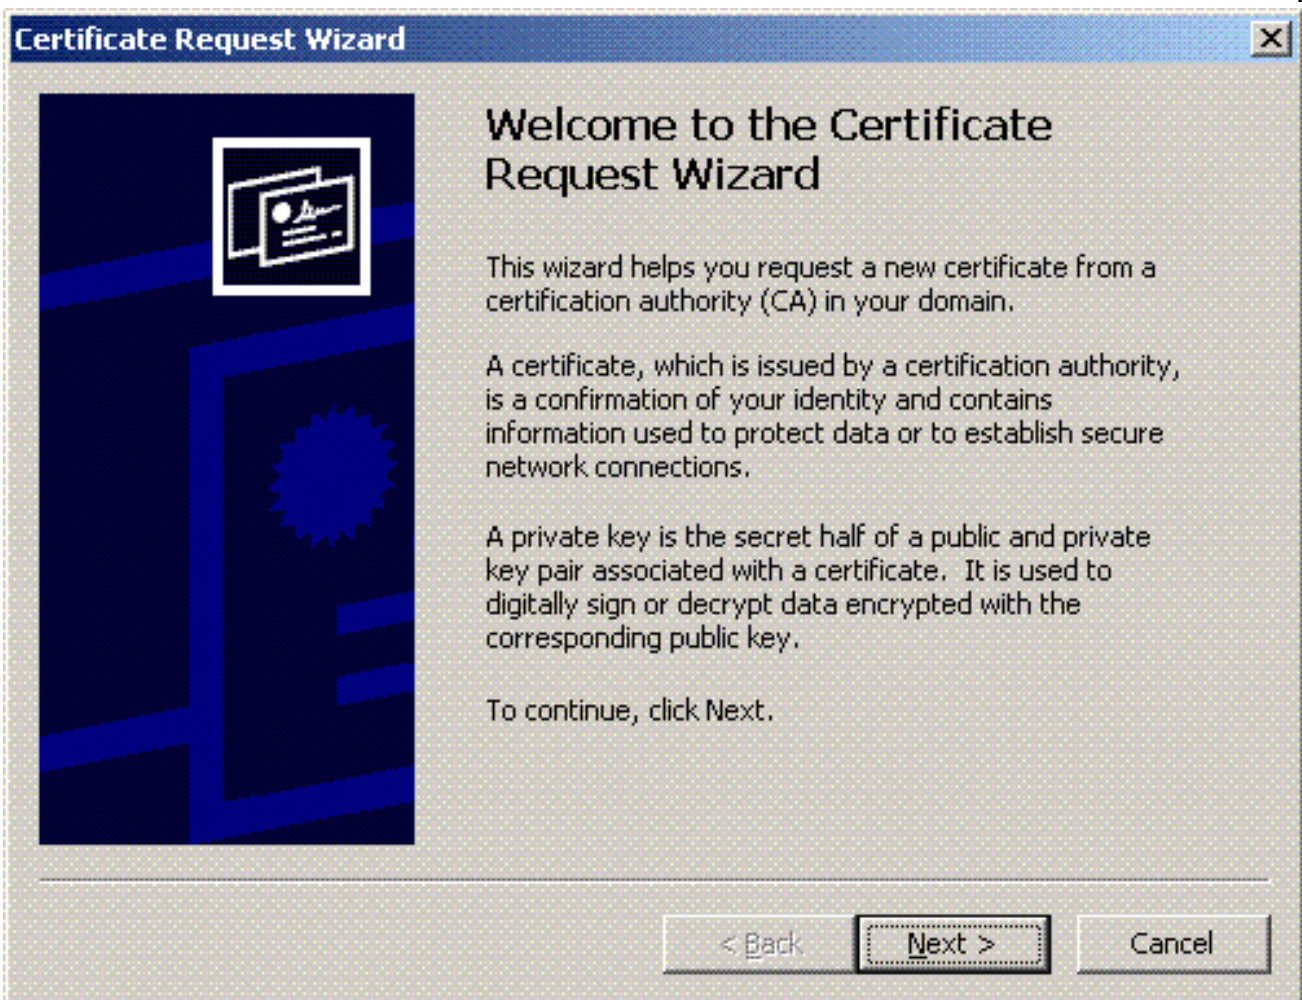 Certificate Request Wizard
Welcome to the Certificate
Request Wizard
This wizard helps you request a new certificate from a
certification authority (CA) in your domain.
A certificate, which is issued by a certification authority,
is a confirmation of your identity and contains
information used to protect data or to establish secure
network connections.
A private key is the secret half of a public and private
key pair associated with a certificate.  It is used to
digitally sign or decrypt data encrypted with the
corresponding public key.
To continue, click Next.
< Back Next > Cancel